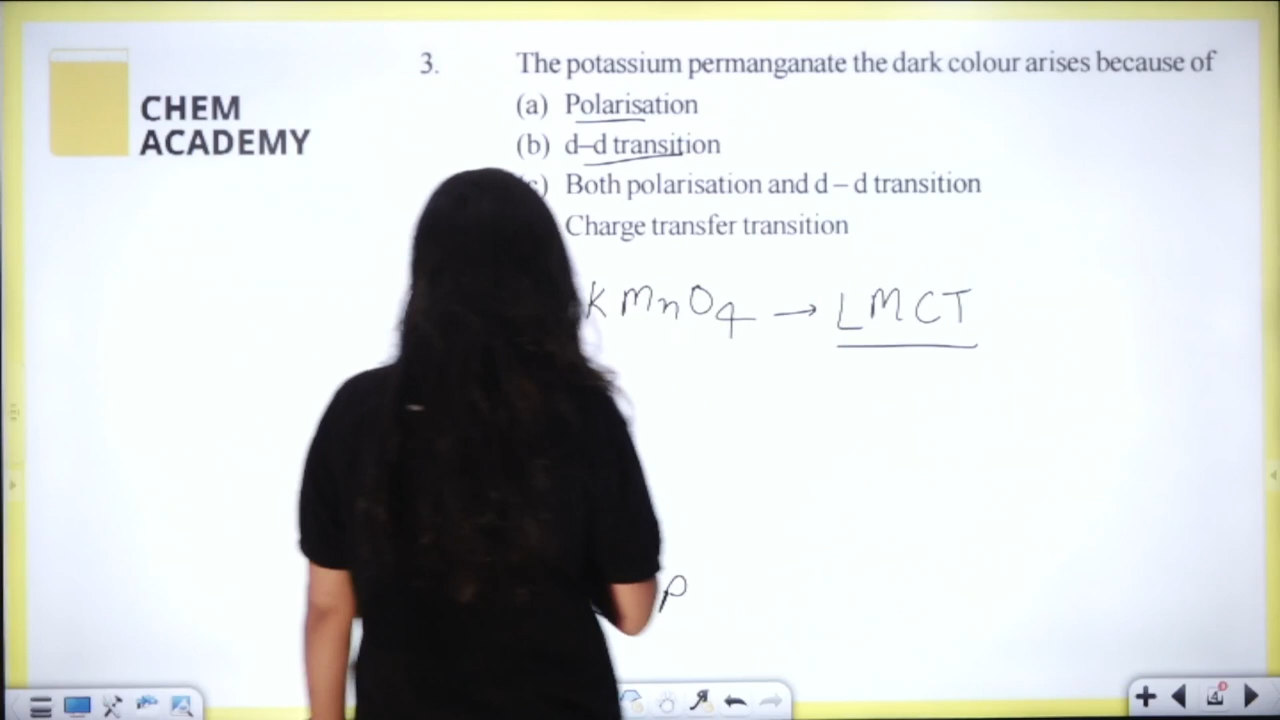 CHEM
ACADEMY
3. The potassium permanganate the dark colour arises because of
(a) Polarisation
(b) d–d transition
c) Both polarisation and d – d transition
Charge transfer transition
KMnO4 → LMCT
P